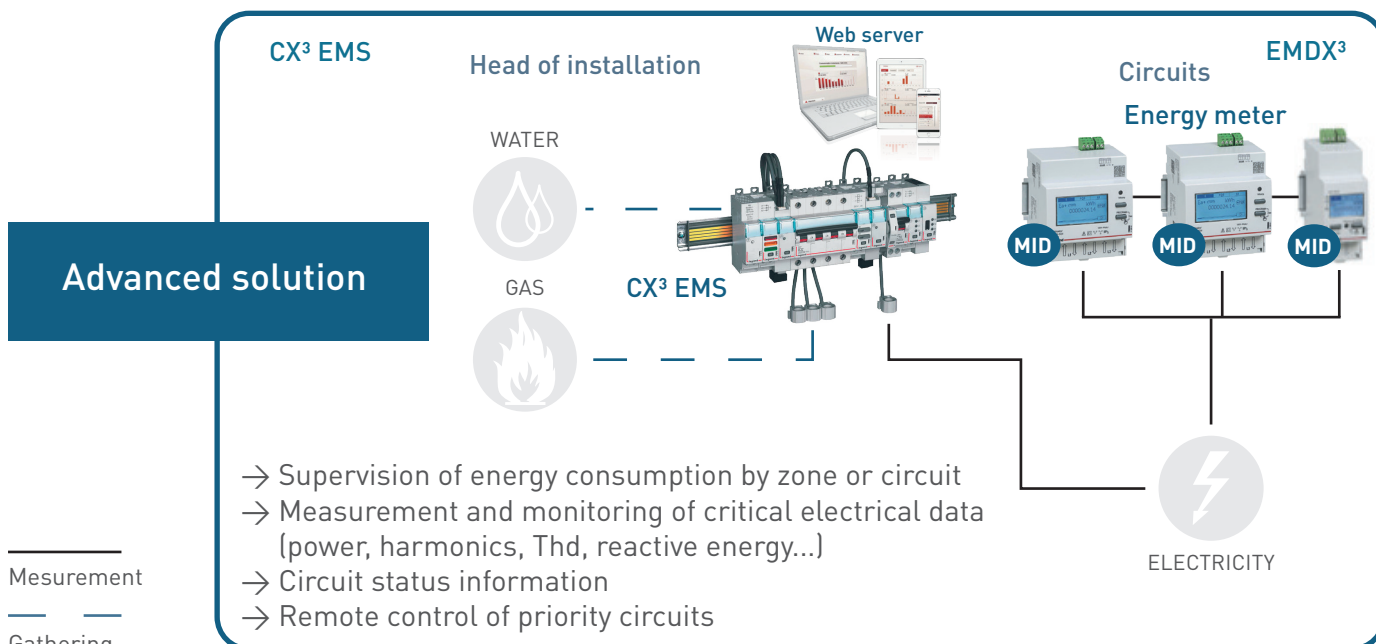 CX³ EMS
Head of installation
Web server
EMDX³
Circuits
Energy meter
WATER
MID
MID
MID
Advanced solution
GAS
CX³ EMS
→ Supervision of energy consumption by zone or circuit
→ Measurement and monitoring of critical electrical data
(power, harmonics, Thd, reactive energy...)
→ Circuit status information
→ Remote control of priority circuits
ELECTRICITY
Mesurement
Gathering